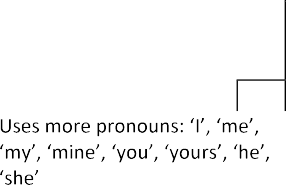 Uses more pronouns: ‘I’, ‘me’,
‘my’, ‘mine’, ‘you’, ‘yours’, ‘he’,
‘she’